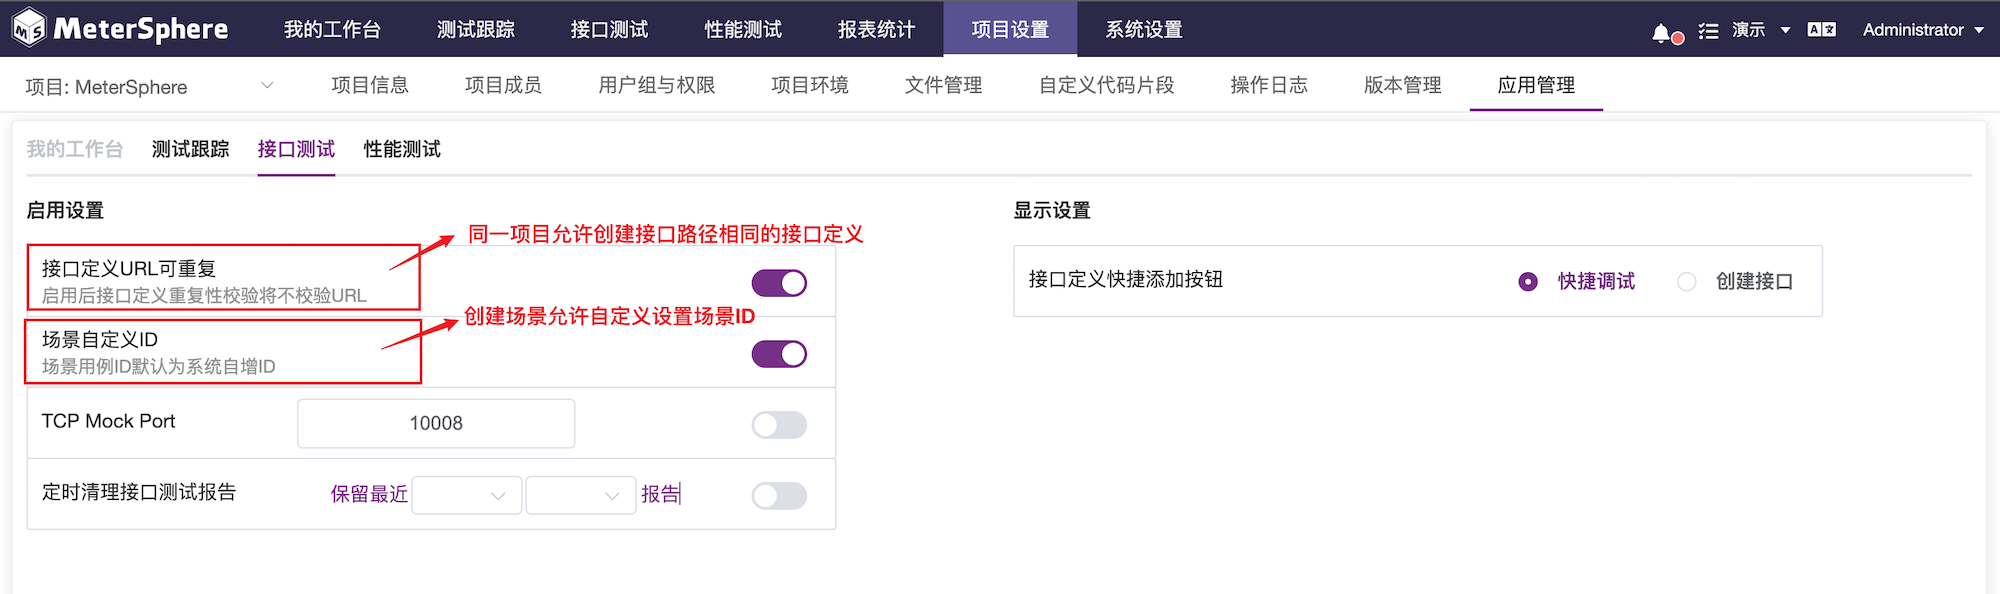 MeterSphere 我的工作台 测试跟踪 接口测试 性能测试 报表统计 项目设置 系统设置 演示 Administrator
项目: MeterSphere 项目信息 项目成员 用户组与权限 项目环境 文件管理 自定义代码片段 操作日志 版本管理 应用管理
我的工作台 测试跟踪 接口测试 性能测试
启用设置
同一项目允许创建接口路径相同的接口定义
接口定义URL可重复
启用后接口定义重复性校验将不校验URL
创建场景允许自定义设置场景ID
场景自定义ID
场景用例ID默认为系统自增ID
TCP Mock Port 10008
定时清理接口测试报告 保留最近 报告
显示设置
接口定义快捷添加按钮 快捷调试 创建接口